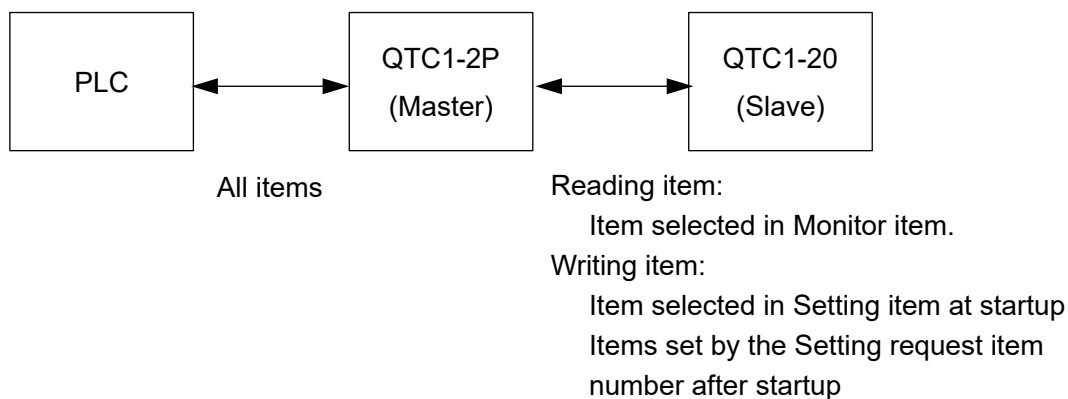 PLC
QTC1-2P
(Master)
QTC1-20
(Slave)
All items
Reading item:
Item selected in Monitor item.
Writing item:
Item selected in Setting item at startup
Items set by the Setting request item
number after startup